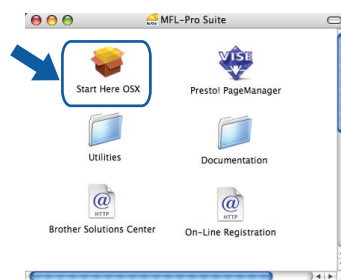 MFL-Pro Suite
Start Here OSX
VISE
Presto! PageManager
Utilities
Documentation
@
HTTP
@
HTTP
Brother Solutions Center
On-Line Registration